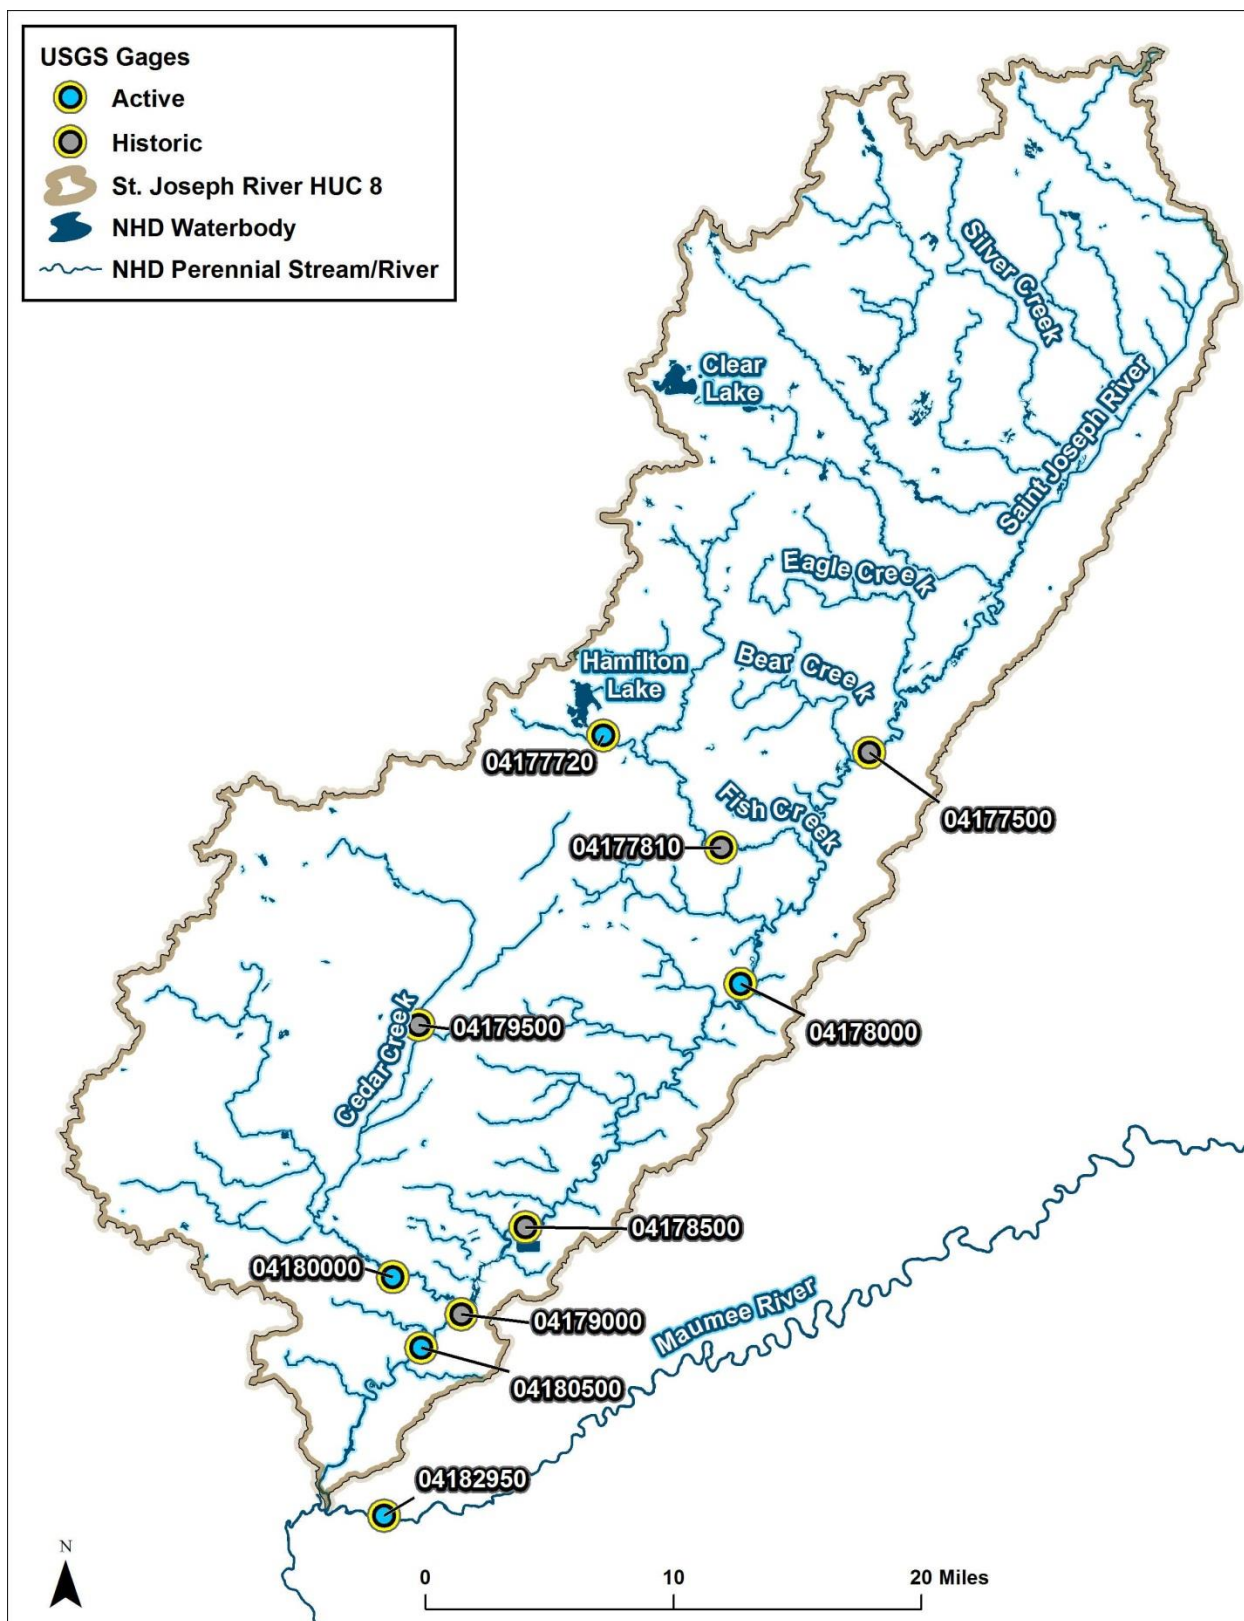 USGS Gages
Active
Historic
St. Joseph River HUC 8
NHD Waterbody
NHD Perennial Stream/River
Silver Creek
Clear
Lake
Saint Joseph River
Eagle Creek
Bear Creek
Hamilton
Lake
04177720
Fish Creek
04177500
04177810
04179500
04178000
Cedar Creek
04178500
04180000
04179000
Maumee River
04180500
04182950
N
0 10 20 Miles